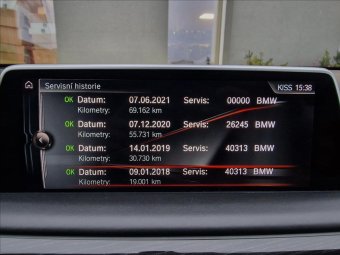 Servisní historie KISS 15:38
OK Datum: 07.06.2021 Servis: 00000 BMW
Kilometry: 69.162 km
OK Datum: 07.12.2020 Servis: 26245 BMW
Kilometry: 55.731 km
OK Datum: 14.01.2019 Servis: 40313 BMW
Kilometry: 30.730 km
OK Datum: 09.01.2018 Servis: 40313 BMW
Kilometry: 19.001 km